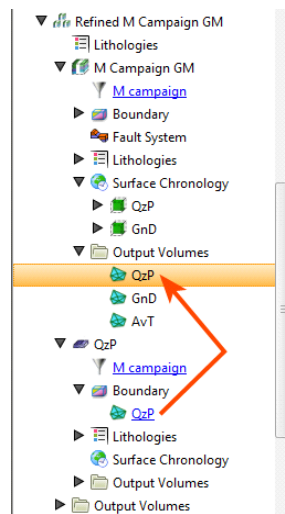 Refined M Campaign GM
Lithologies
M Campaign GM
M campaign
Boundary
Fault System
Lithologies
Surface Chronology
QzP
GnD
Output Volumes
QzP
GnD
AvT
QzP
M campaign
Boundary
QzP
Lithologies
Surface Chronology
Output Volumes
Output Volumes